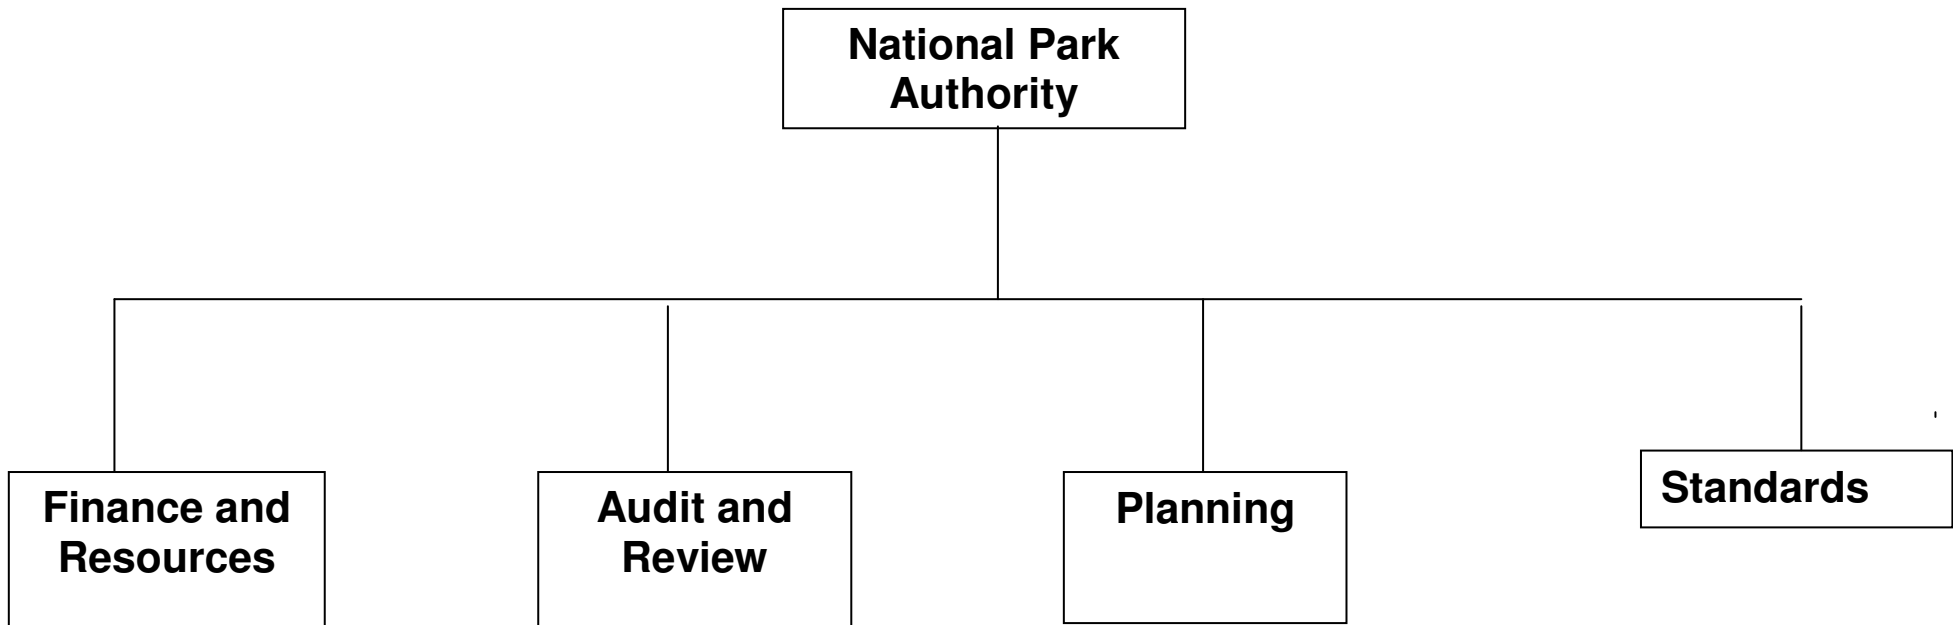 National Park
Authority
Finance and
Resources
Audit and
Review
Planning
Standards